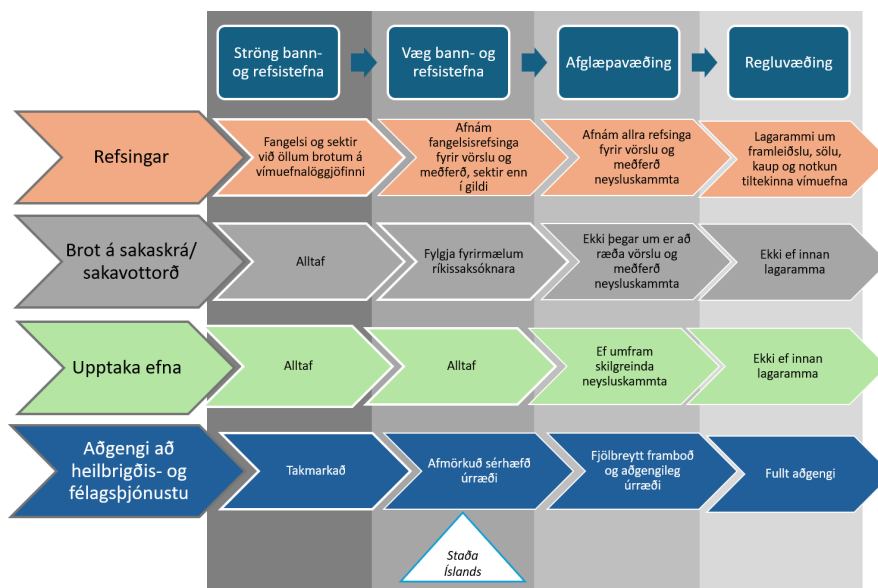 Ströng bann-
og refsistefna
Væg bann- og
refsistefna
Afglæpavæðing
Regluvæðing
Refsingar
Fangelsi og sektir
við öllum brotum á
vímuefnalöggjöfinni
Afnám
fangelsisrefsinga
fyrir vörslu og
meðferð, sektir enn
í gildi
Afnám allra refsinga
fyrir vörslu og
meðferð
neysluskammta
Lagarammi um
framleiðslu, sölu,
kaup og notkun
tiltekinna vímuefna
Brot á sakaskrá/
sakavottorð
Alltaf
Fylgja fyrirmælum
ríkissaksóknara
Ekki þegar um er að
ræða vörslu og
meðferð
neysluskammta
Ekki ef innan
lagaramma
Upptaka efna
Alltaf
Alltaf
Ef umfram
skilgreinda
neysluskammta
Ekki ef innan
lagaramma
Aðgengi að
heilbrigðis- og
félagsþjónustu
Takmarkað
Afmörkuð sérhæfð
úrræði
Fjölbreytt framboð
og aðgengileg
úrræði
Fullt aðgengi
Staða
Íslands